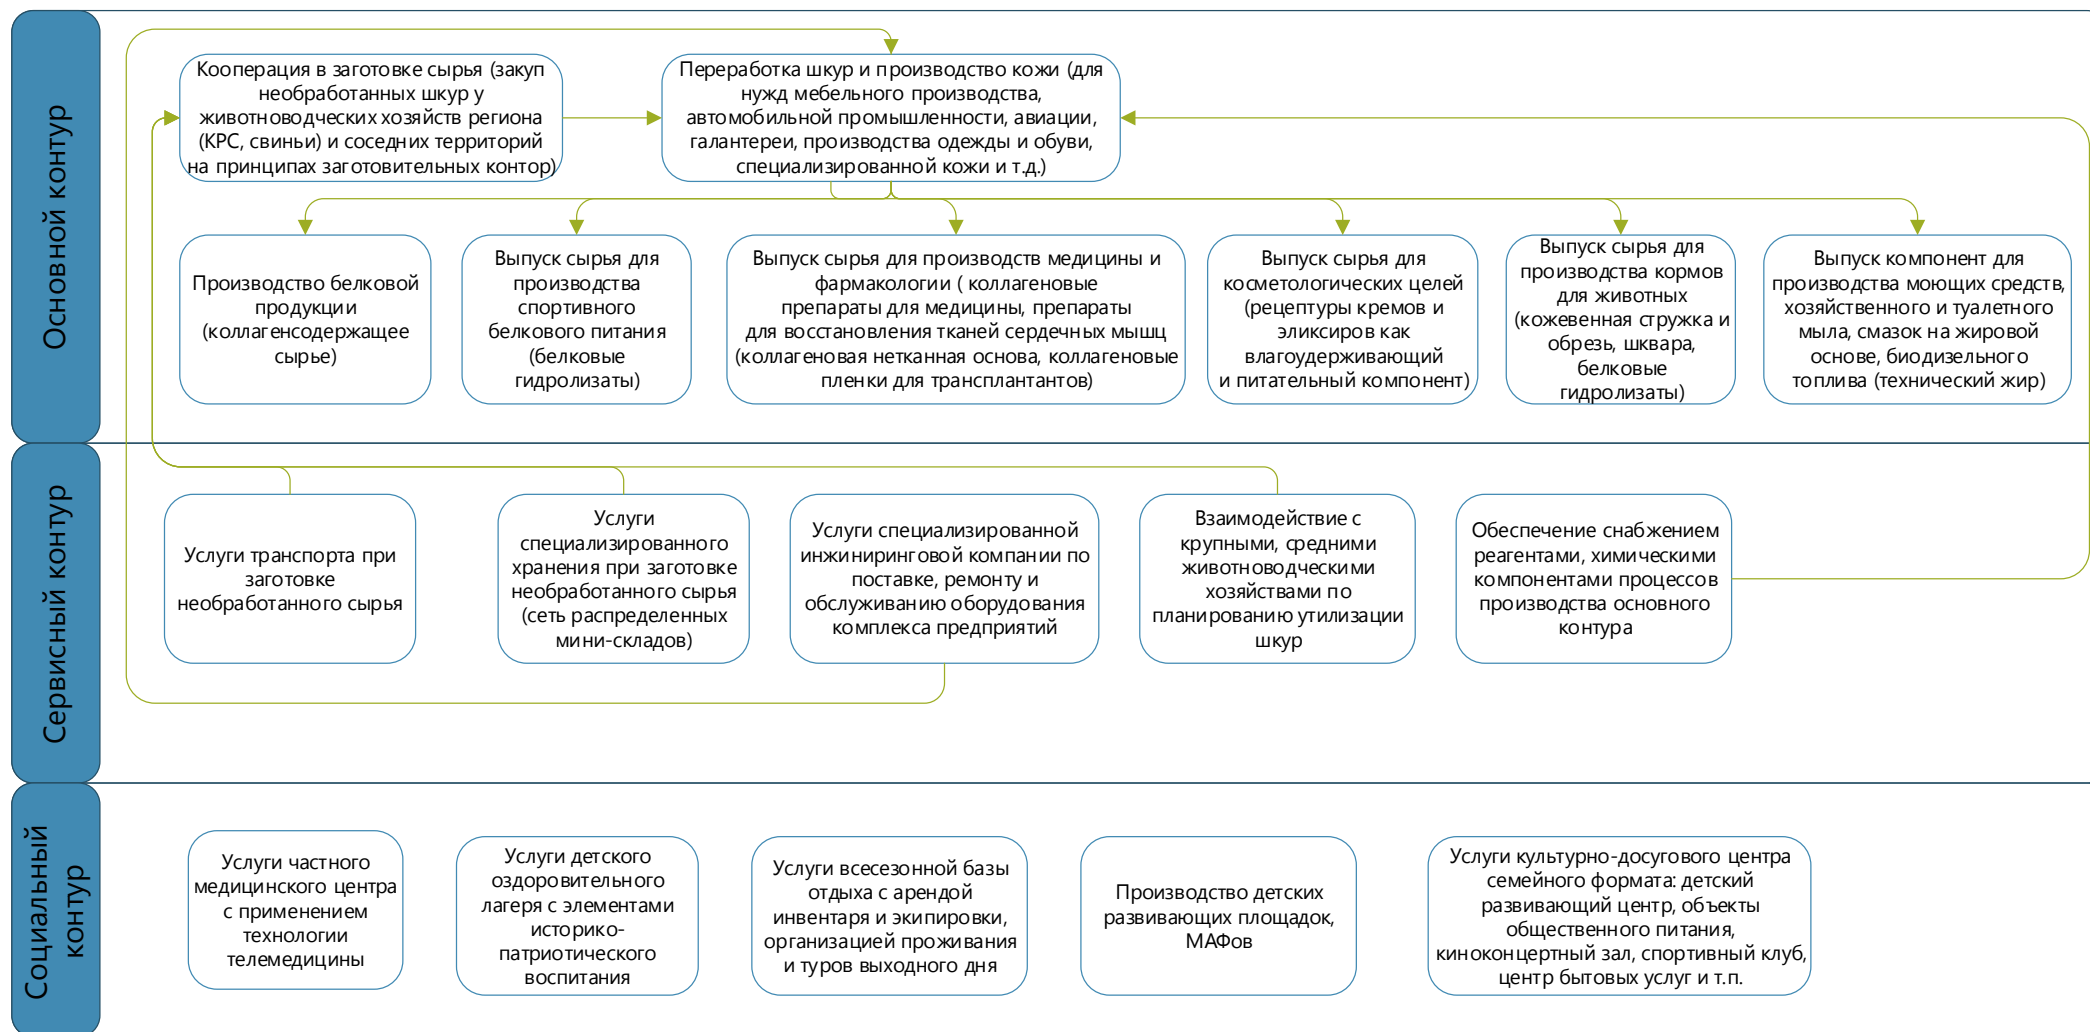 Основной контур
Кооперация в заготовке сырья (закуп
необработанных шкур у
животноводческих хозяйств региона
(КРС, свиньи) и соседних территорий
на принципах заготовительных контор)
Переработка шкур и производство кожи (для
нужд мебельного производства,
автомобильной промышленности, авиации,
галантереи, производства одежды и обуви,
специализированной кожи и т.д.)
Производство белковой
продукции
(коллагенсодержащее
сырье)
Выпуск сырья для
производства
спортивного
белкового питания
(белковые
гидролизаты)
Выпуск сырья для производств медицины и
фармакологии ( коллагеновые
препараты для медицины, препараты
для восстановления тканей сердечных мышц
(коллагеновая нетканная основа, коллагеновые
пленки для трансплантантов)
Выпуск сырья для
косметологических целей
(рецептуры кремов и
эликсиров как
влагоудерживающий
и питательный компонент)
Выпуск сырья для
производства кормов
для животных
(кожевенная стружка и
обрезь, шквара,
белковые
гидролизаты)
Выпуск компонент для
производства моющих средств,
хозяйственного и туалетного
мыла, смазок на жировой
основе, биодизельного
топлива (технический жир)
Сервисный контур
Услуги транспорта при
заготовке
необработанного сырья
Услуги
специализированного
хранения при заготовке
необработанного сырья
(сеть распределенных
мини-складов)
Услуги специализированной
инжиниринговой компании по
поставке, ремонту и
обслуживанию оборудования
комплекса предприятий
Взаимодействие с
крупными, средними
животноводческими
хозяйствами по
планированию утилизации
шкур
Обеспечение снабжением
реагентами, химическими
компонентами процессов
производства основного
контура
Социальный
контур
Услуги частного
медицинского центра
с применением
технологии
телемедицины
Услуги детского
оздоровительного
лагеря с элементами
историко-
патриотического
воспитания
Услуги всесезонной базы
отдыха с арендой
инвентаря и экипировки,
организацией проживания
и туров выходного дня
Производство детских
развивающих площадок,
МАФов
Услуги культурно-досугового центра
семейного формата: детский
развивающий центр, объекты
общественного питания,
киноконцертный зал, спортивный клуб,
центр бытовых услуг и т.п.